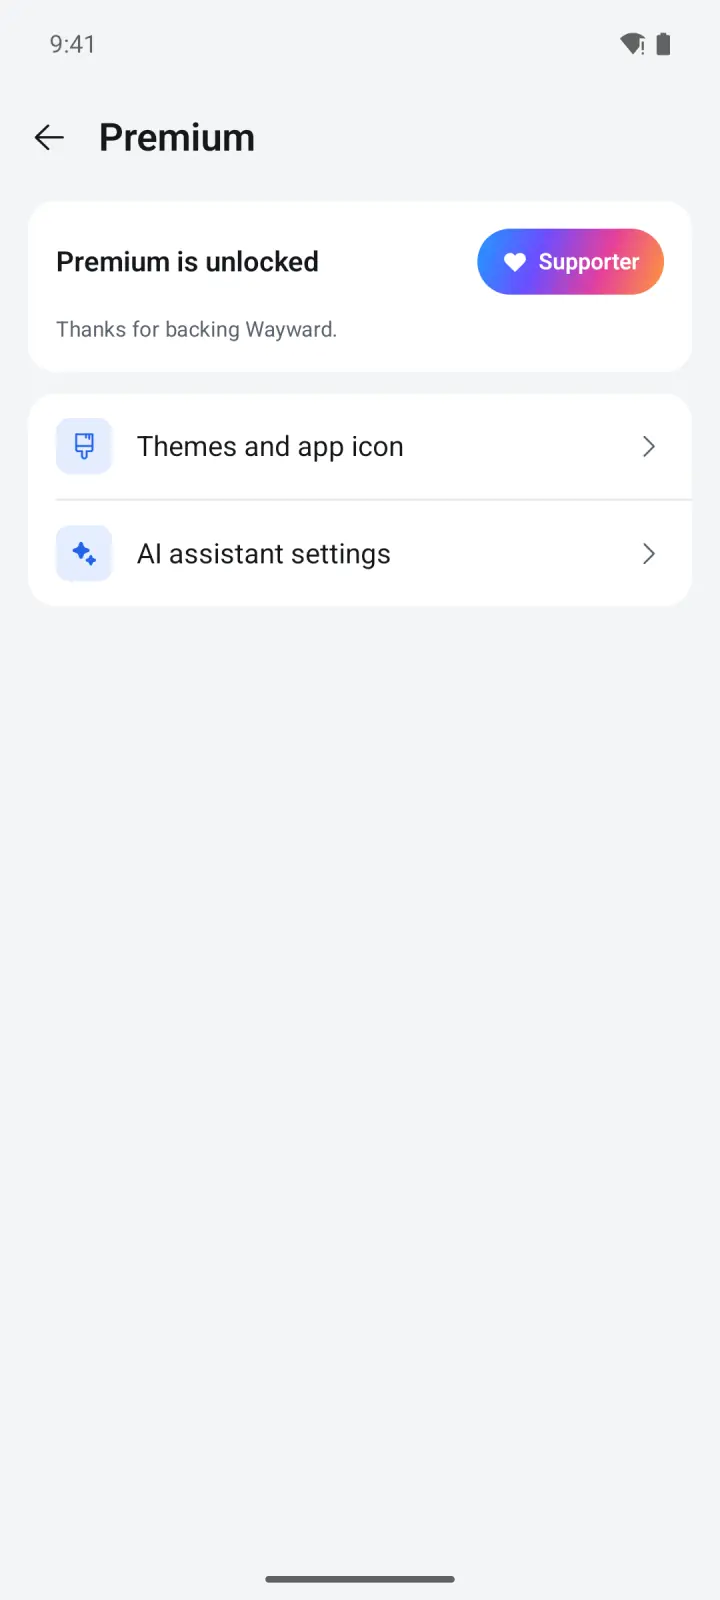 9:41
Premium
Premium is unlocked
Supporter
Thanks for backing Wayward.
Themes and app icon
AI assistant settings